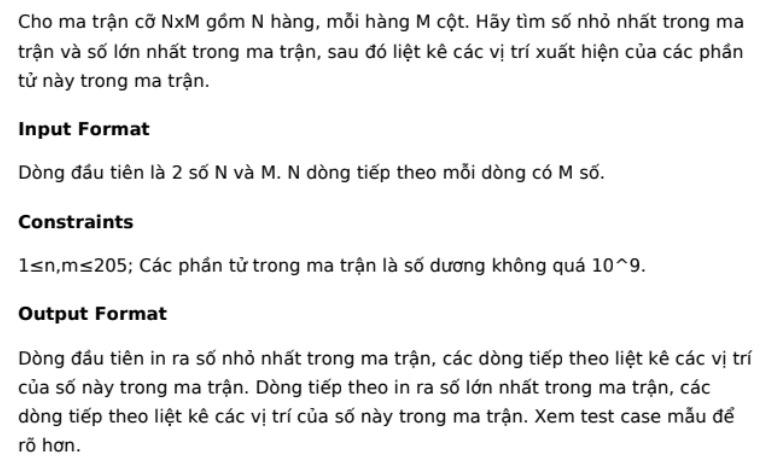 Cho ma trận cỡ NxM gồm N hàng, mỗi hàng M cột. Hãy tìm số nhỏ nhất trong ma
trận và số lớn nhất trong ma trận, sau đó liệt kê các vị trí xuất hiện của các phần
tử này trong ma trận.
Input Format
Dòng đầu tiên là 2 số N và M. N dòng tiếp theo mỗi dòng có M số.
Constraints
1≤n,m≤205; Các phần tử trong ma trận là số dương không quá 10^9.
Output Format
Dòng đầu tiên in ra số nhỏ nhất trong ma trận, các dòng tiếp theo liệt kê các vị trí
của số này trong ma trận. Dòng tiếp theo in ra số lớn nhất trong ma trận, các
dòng tiếp theo liệt kê các vị trí của số này trong ma trận. Xem test case mẫu để
rõ hơn.